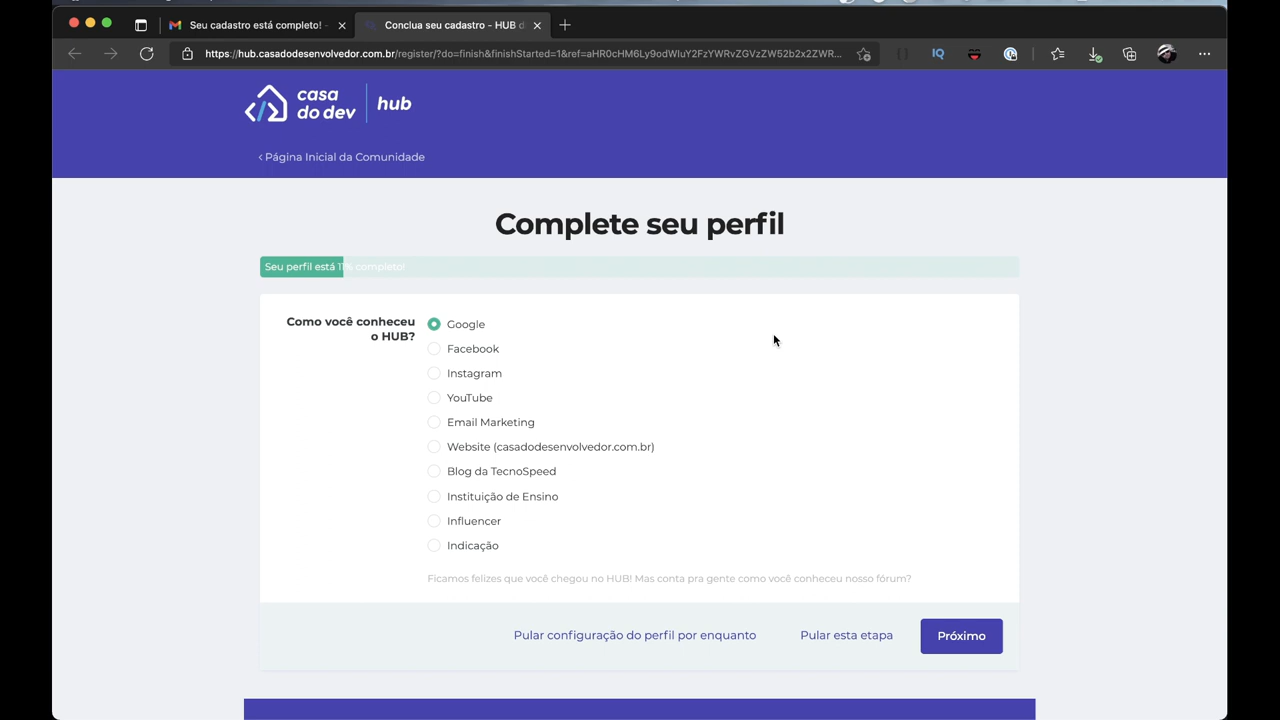 Seu cadastro está completo! -
Conclua seu cadastro - HUB d
https://hub.casadodesenvolvedor.com.br/register/?do=finish&finishStarted=1&ref=aHR0cHM6Ly9odWIuY2FzYWRvZGVzZW52b2x2ZWR...
IQ
casa do dev
hub
Página Inicial da Comunidade
Complete seu perfil
Seu perfil está 11% completo!
Como você conheceu
o HUB?
Google
Facebook
Instagram
YouTube
Email Marketing
Website (casadodesenvolvedor.com.br)
Blog da TecnoSpeed
Instituição de Ensino
Influencer
Indicação
Ficamos felizes que você chegou no HUB! Mas conta pra gente como você conheceu nosso fórum?
Pular configuração do perfil por enquanto
Pular esta etapa
Próximo